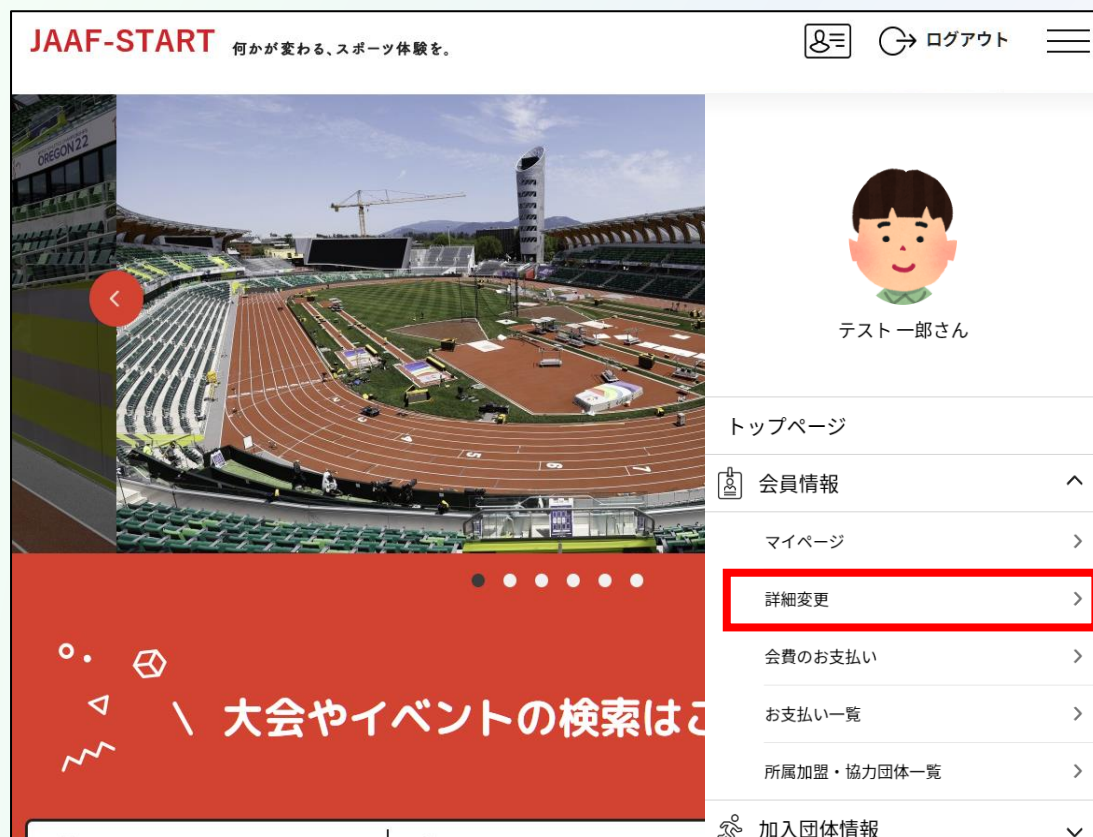 JAAF-START 何かが変わる、スポーツ体験を。
ログアウト
OREGON22
テスト 一郎さん
トップページ
会員情報
マイページ
詳細変更
会費のお支払い
お支払い一覧
所属加盟・協力団体一覧
加入団体情報
5
6
7
\ 大会やイベントの検索はこ